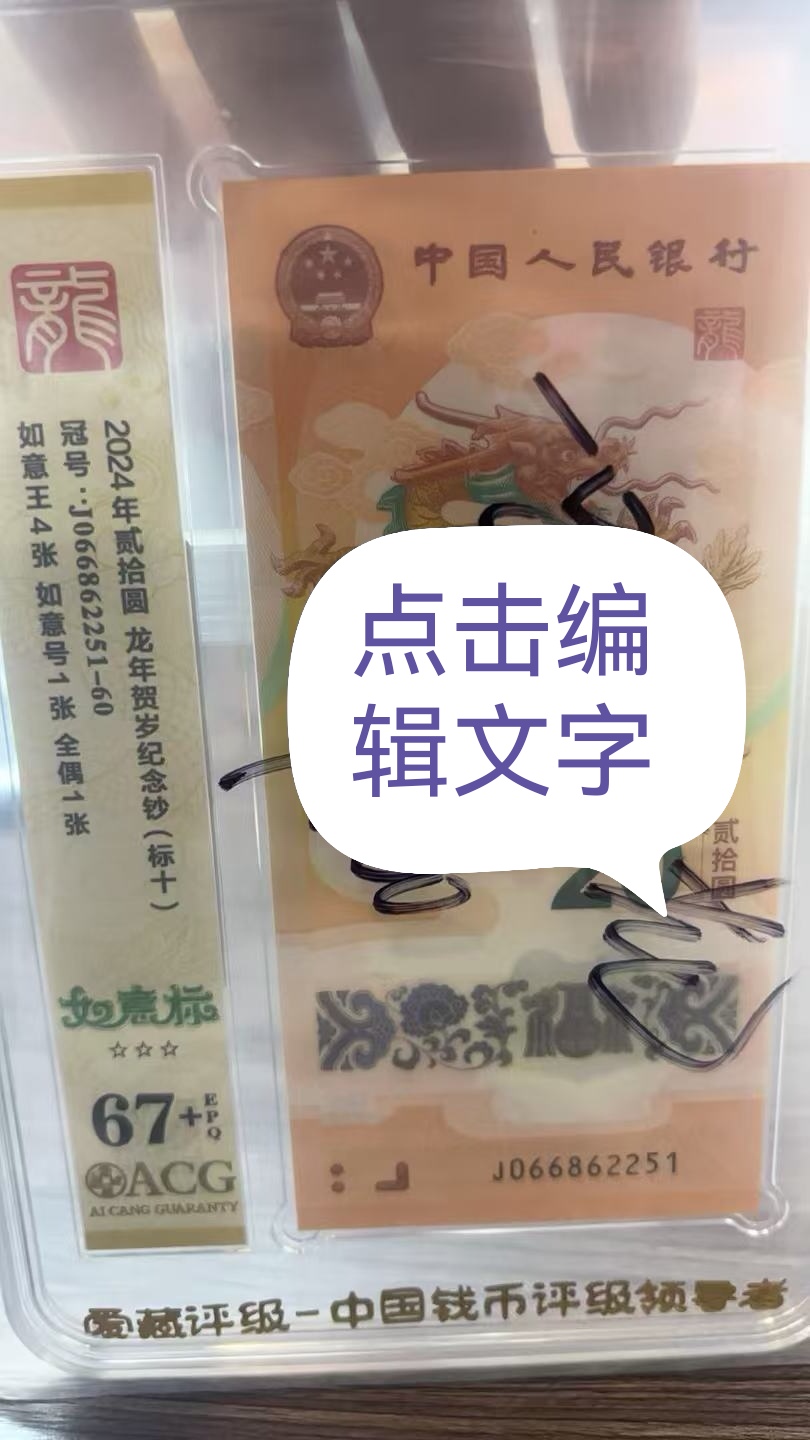 中国人民银行
龍
龍
2024年贰拾圆 龙年贺岁纪念钞(标十)
冠号:J066862251-60
如意王4张 如意号1张 全偶1张
点击编
辑文字
贰拾圆
20
如意标
☆☆☆
67+EPQ
ACG
AI CANG GUARANTY
J066862251
爱藏评级-中国钱币评级领导者